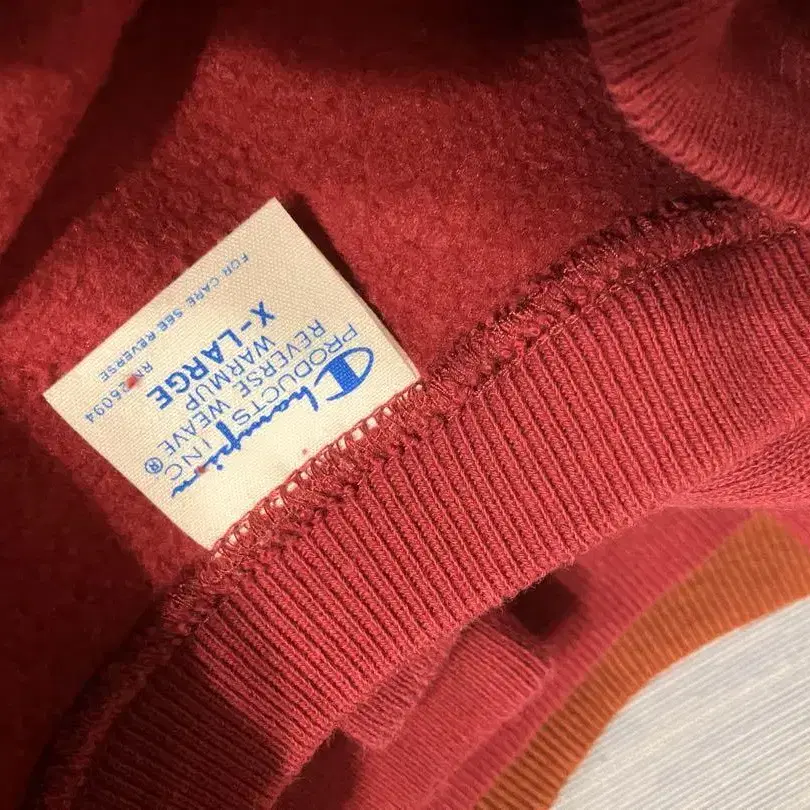 Champion
PRODUCTS INC
REVERSE WEAVE®
WARMUP
X-LARGE
RN 26094
FOR CARE SEE REVERSE